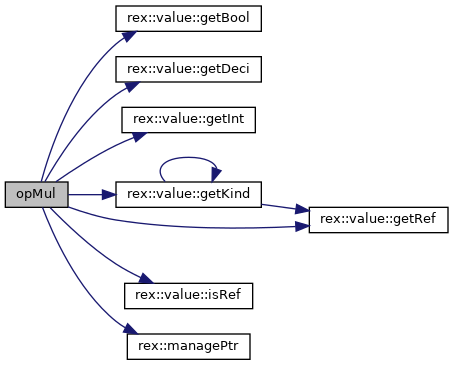 rex::value::getBool
rex::value::getDeci
rex::value::getInt
opMul
rex::value::getKind
rex::value::getRef
rex::value::isRef
rex::managePtr